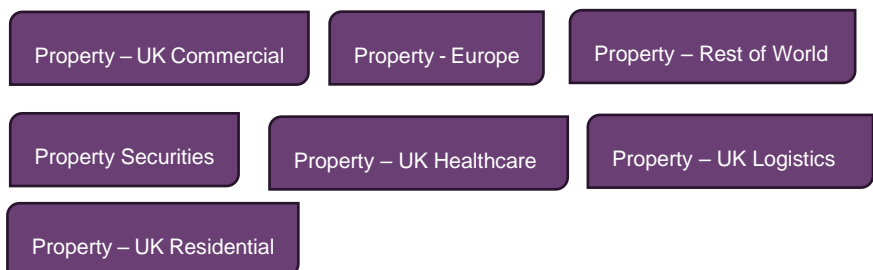 Property – UK Commercial
Property - Europe
Property – Rest of World
Property Securities
Property – UK Healthcare
Property – UK Logistics
Property – UK Residential